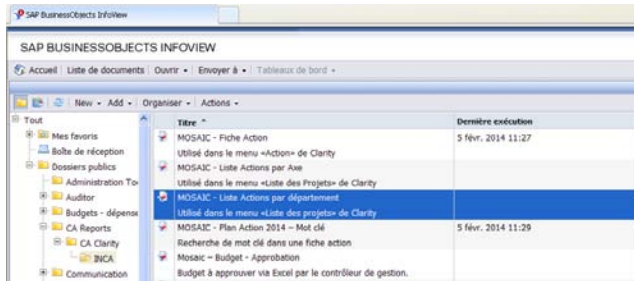 SAP BusinessObjects InfoView
SAP BUSINESSOBJECTS INFOVIEW
Accueil Liste de documents Ouvrir Envoyer à Tableaux de bord
New Add Organiser Actions
Tout
Titre Dernière exécution
Mes favoris
MOSAIC - Fiche Action 5 févr. 2014 11:27
Boîte de réception
Utilisé dans le menu «Action» de Clarity
Dossiers publics
MOSAIC - Liste Actions par Axe
Administration Too
Utilisé dans le menu «Liste des Projets» de Clarity
Auditor
MOSAIC - Liste Actions par département
Budgets - dépense
Utilisé dans le menu «Liste des projets» de Clarity
CA Reports
MOSAIC - Plan Action 2014 – Mot clé 5 févr. 2014 11:29
CA Clarity
Recherche de mot clé dans une fiche action
INCA
Mosaic – Budget - Approbation
Communication
Budget à approuver via Excel par le contrôleur de gestion.